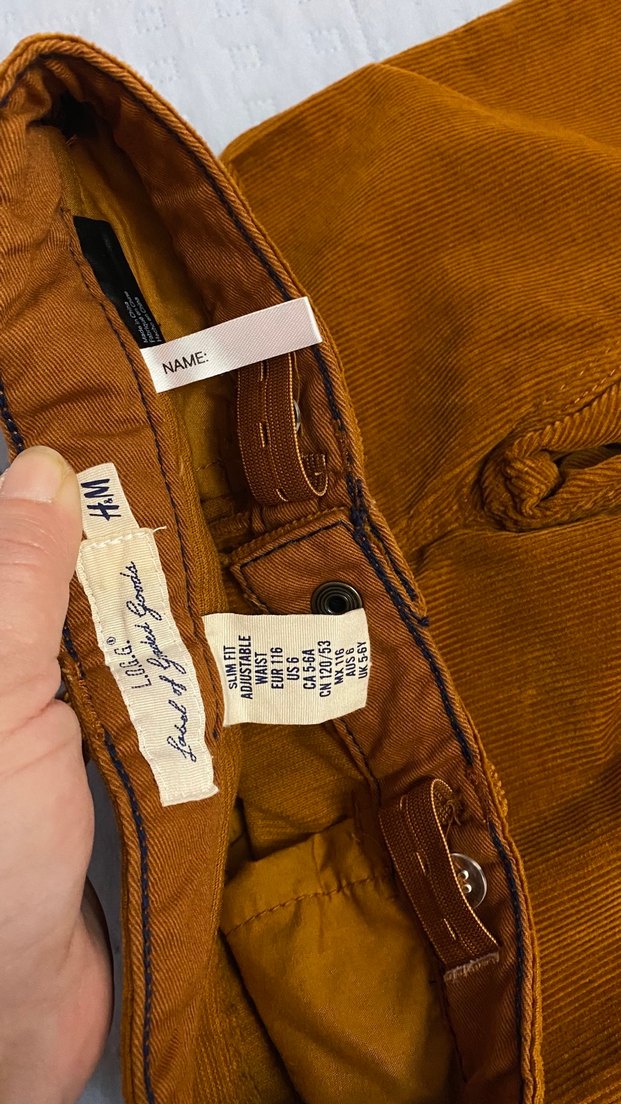 NAME:
H&M
L.O.G.G.®
Label of Graded Goods
SLIM FIT
ADJUSTABLE
WAIST
EUR 116
US 6
CA 5-6A
CN 120/53
MX 116
AUS 6
UK 5-6Y